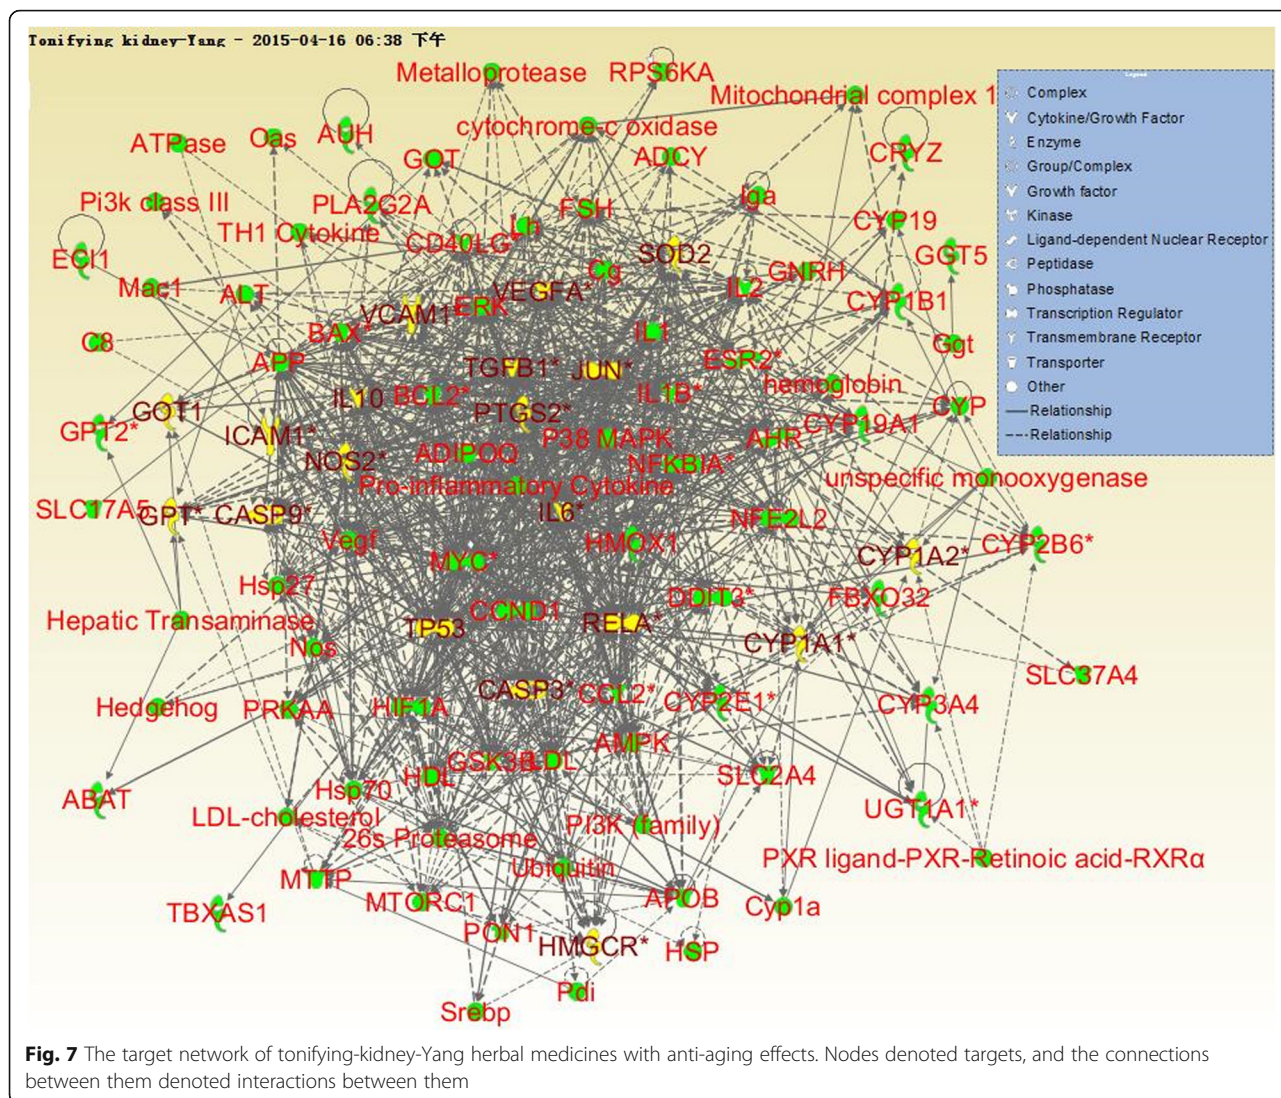 Tonifying kidney-Yang - 2015-04-16 06:38 下午
Metalloprotease
RPS6KA
Mitochondrial complex 1
cytochrome-c oxidase
ATPase
Oas
AUH
GOT
ADCY
CRYZ
Pi3k class III
PLA2G2A
Iga
FSH
CYP19
TH1 Cytokine
CD40LG*
Lh
SOD2
GGT5
ECI1
Cg
GNRH
Mac1
ALT
VEGFA*
IL2
CYP1B1
VCAM1*
ERK
C8
BAX*
IL1
Ggt
APP
TGFB1*
JUN*
ESR2*
hemoglobin
IL10
BCL2*
IL1B*
CYP
GOT1
PTGS2*
CYP19A1
GPT2*
ICAM1*
P38 MAPK
AHR
NOS2*
ADIPOQ
NFKBIA*
Pro-inflammatory Cytokine
unspecific monooxygenase
SLC17A5
GPT*
CASP9*
IL6*
NFE2L2
Vegf
HMOX1
CYP2B6*
MYC*
CYP1A2*
Hsp27
DDIT3*
FBXO32
CCND1
Hepatic Transaminase
TP53
RELA*
CYP1A1*
Nos
SLC37A4
CASP3*
CCL2*
CYP2E1*
CYP3A4
Hedgehog
PRKAA
HIF1A
AMPK
GSK3B
LDL
HDL
SLC2A4
Hsp70
ABAT
UGT1A1*
LDL-cholesterol
PI3K (family)
26s Proteasome
PXR ligand-PXR-Retinoic acid-RXRα
Ubiquitin
MTTP
APOB
MTORC1
Cyp1a
TBXAS1
PON1
HMGCR*
HSP
Pdi
Srebp
Legend
Complex
Cytokine/Growth Factor
Enzyme
Group/Complex
Growth factor
Kinase
Ligand-dependent Nuclear Receptor
Peptidase
Phosphatase
Transcription Regulator
Transmembrane Receptor
Transporter
Other
Relationship
Relationship
Fig. 7 The target network of tonifying-kidney-Yang herbal medicines with anti-aging effects. Nodes denoted targets, and the connections
between them denoted interactions between them